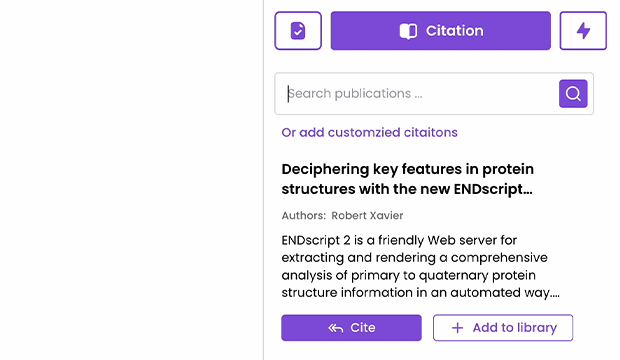 Citation
Search publications ...
Or add customzied citaitons
Deciphering key features in protein
structures with the new ENDscript...
Authors: Robert Xavier
ENDscript 2 is a friendly Web server for
extracting and rendering a comprehensive
analysis of primary to quaternary protein
structure information in an automated way....
Cite
Add to library